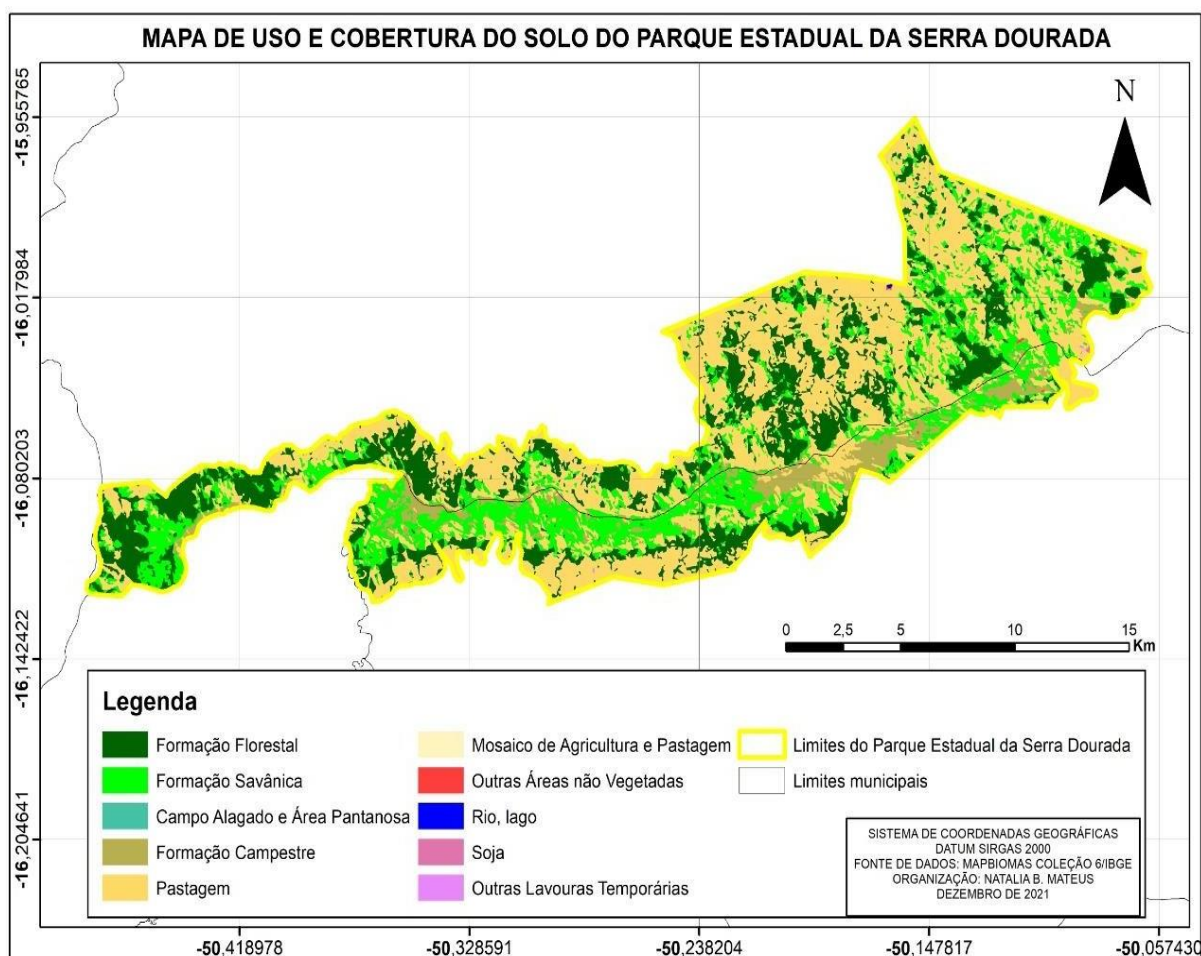 MAPA DE USO E COBERTURA DO SOLO DO PARQUE ESTADUAL DA SERRA DOURADA
-15,955765
-16,017984
-16,080203
-16,142422
-16,204641
N
0 2,5 5 10 15
Km
Legenda
Formação Florestal
Formação Savânica
Campo Alagado e Área Pantanosa
Formação Campestre
Pastagem
Mosaico de Agricultura e Pastagem
Outras Áreas não Vegetadas
Rio, lago
Soja
Outras Lavouras Temporárias
Limites do Parque Estadual da Serra Dourada
Limites municipais
SISTEMA DE COORDENADAS GEOGRÁFICAS
DATUM SIRGAS 2000
FONTE DE DADOS: MAPBIOMAS COLEÇÃO 6/IBGE
ORGANIZAÇÃO: NATALIA B. MATEUS
DEZEMBRO DE 2021
-50,418978 -50,328591 -50,238204 -50,147817 -50,057430